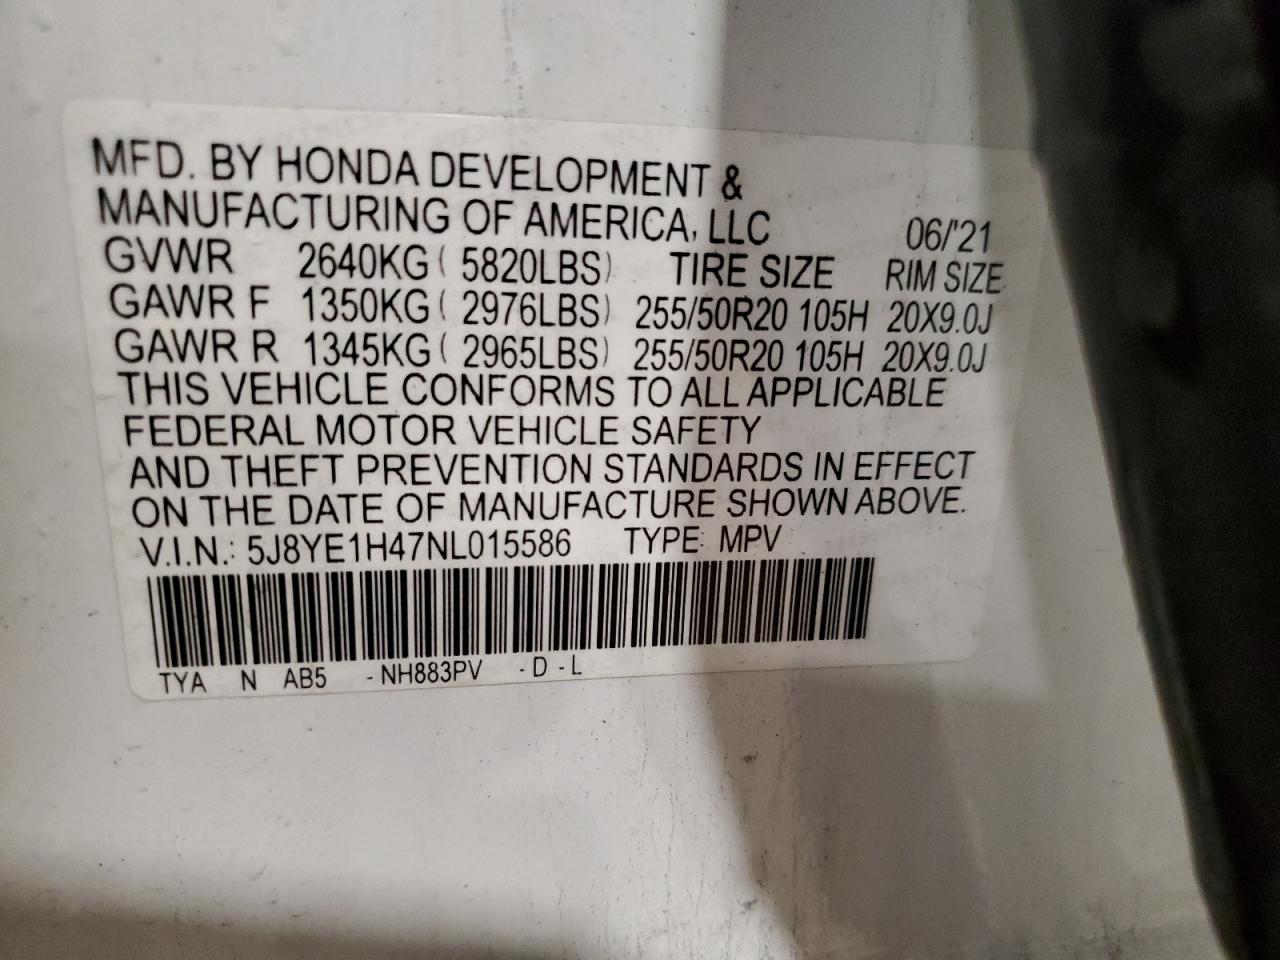 MFD. BY HONDA DEVELOPMENT &
MANUFACTURING OF AMERICA, LLC 06/'21
GVWR 2640KG ( 5820LBS) TIRE SIZE RIM SIZE
GAWR F 1350KG ( 2976LBS) 255/50R20 105H 20X9.0J
GAWR R 1345KG ( 2965LBS) 255/50R20 105H 20X9.0J
THIS VEHICLE CONFORMS TO ALL APPLICABLE
FEDERAL MOTOR VEHICLE SAFETY
AND THEFT PREVENTION STANDARDS IN EFFECT
ON THE DATE OF MANUFACTURE SHOWN ABOVE.
V.I.N.: 5J8YE1H47NL015586 TYPE: MPV
TYA N AB5 -NH883PV -D -L